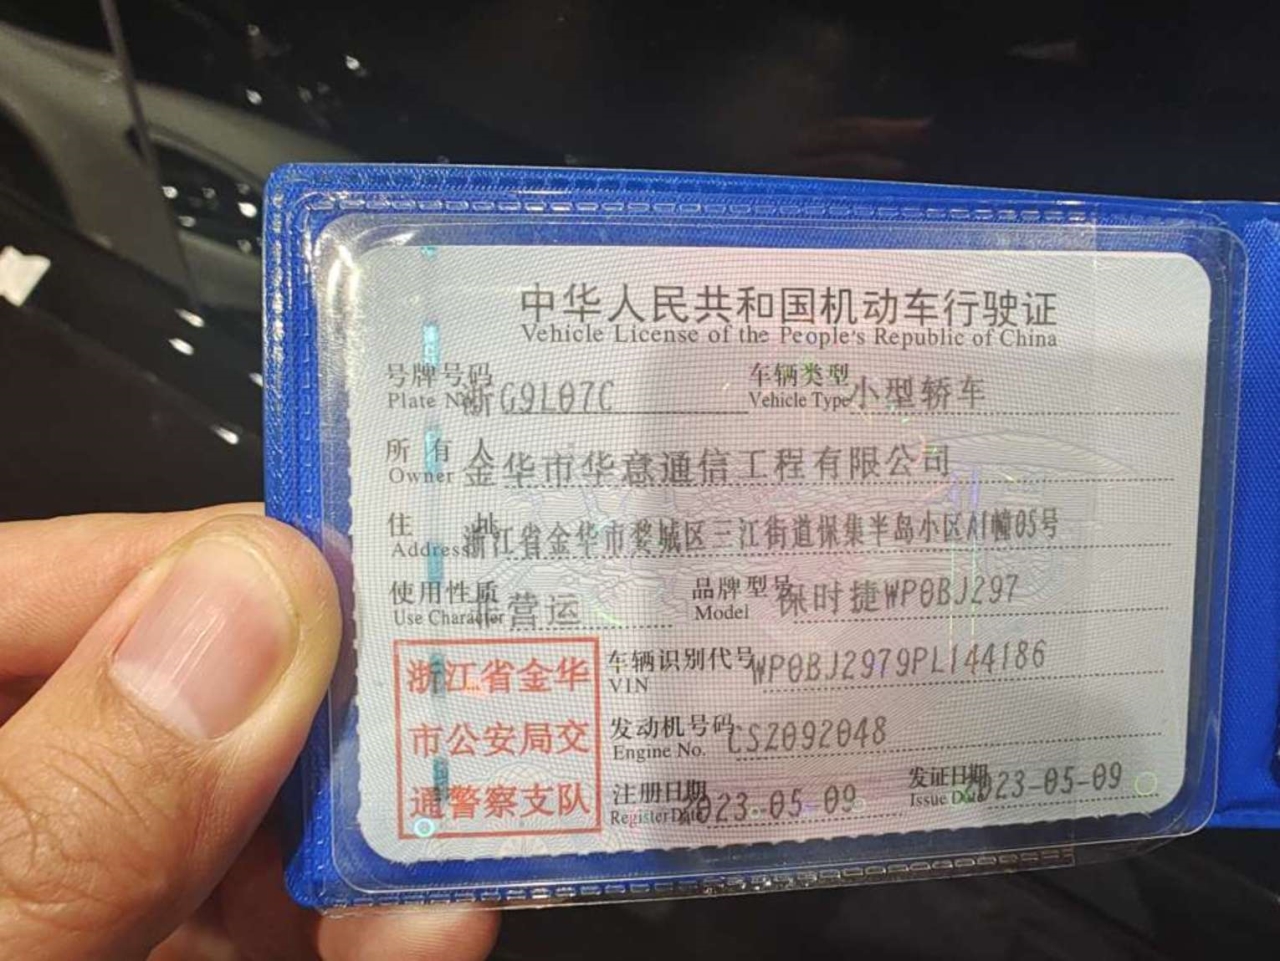 中华人民共和国机动车行驶证
Vehicle License of the People's Republic of China
号牌号码 浙G9L07C 车辆类型 小型轿车
Plate No. Vehicle Type
所有人 金华市华意通信工程有限公司
Owner
住址 浙江省金华市婺城区三江街道保集半岛小区A1幢05号
Address
使用性质 非营运 品牌型号 保时捷WP0BJ297
Use Character Model
浙江省金华
市公安局交
通警察支队
车辆识别代号 WP0BJ2979PL144186
VIN
发动机号码 CSZ092048
Engine No.
注册日期 2023-05-09 发证日期 2023-05-09
Register Date Issue Date